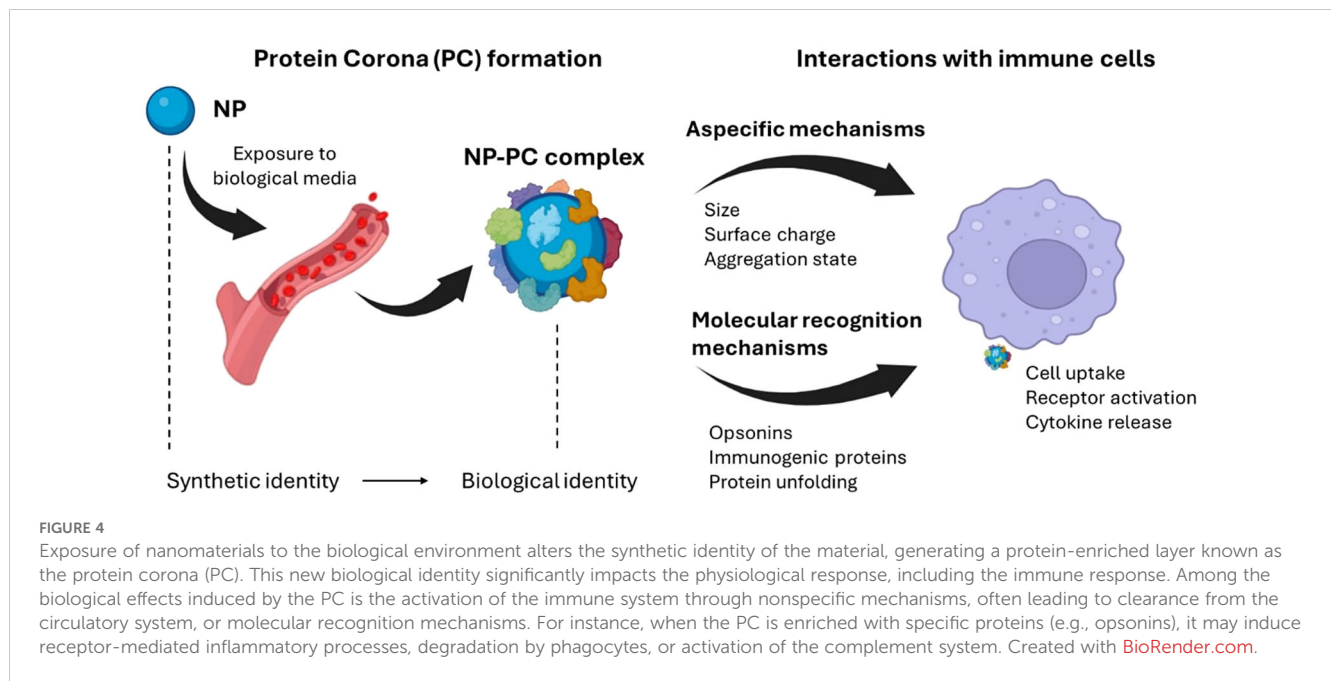 Protein Corona (PC) formation
Interactions with immune cells
NP
Exposure to
biological media
NP-PC complex
Aspecific mechanisms
Size
Surface charge
Aggregation state
Molecular recognition
mechanisms
Opsonins
Immunogenic proteins
Protein unfolding
Cell uptake
Receptor activation
Cytokine release
Synthetic identity
Biological identity
FIGURE 4
Exposure of nanomaterials to the biological environment alters the synthetic identity of the material, generating a protein-enriched layer known as
the protein corona (PC). This new biological identity significantly impacts the physiological response, including the immune response. Among the
biological effects induced by the PC is the activation of the immune system through nonspecific mechanisms, often leading to clearance from the
circulatory system, or molecular recognition mechanisms. For instance, when the PC is enriched with specific proteins (e.g., opsonins), it may induce
receptor-mediated inflammatory processes, degradation by phagocytes, or activation of the complement system. Created with BioRender.com.